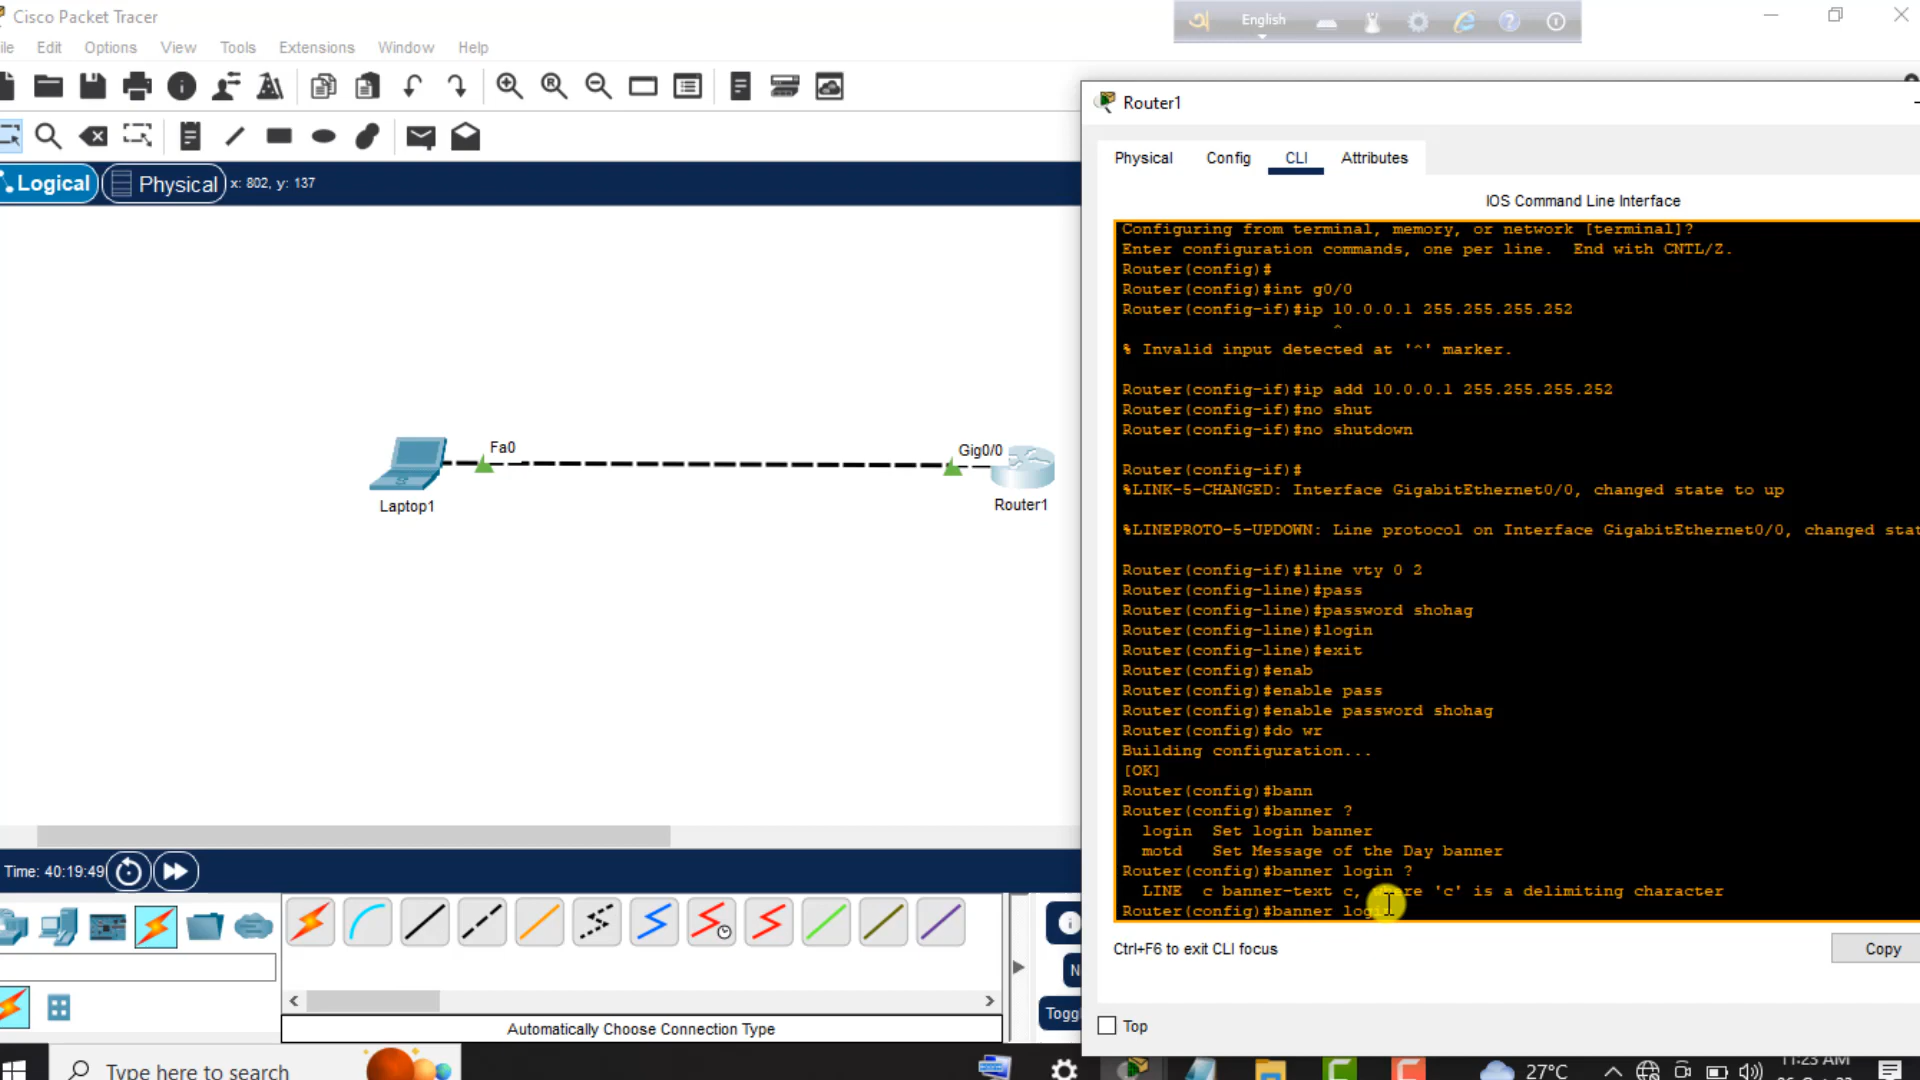 Cisco Packet Tracer
English
Edit Options View Tools Extensions Window Help
Logical Physical x: 802, y: 137
Fa0
Gig0/0
Laptop1
Router1
Time: 40:19:49
Automatically Choose Connection Type
Router1
Physical Config CLI Attributes
IOS Command Line Interface
Configuring from terminal, memory, or network [terminal]?
Enter configuration commands, one per line. End with CNTL/Z.
Router(config)#
Router(config)#int g0/0
Router(config-if)#ip 10.0.0.1 255.255.255.252
^
% Invalid input detected at '^' marker.
Router(config-if)#ip add 10.0.0.1 255.255.255.252
Router(config-if)#no shut
Router(config-if)#no shutdown
Router(config-if)#
%LINK-5-CHANGED: Interface GigabitEthernet0/0, changed state to up
%LINEPROTO-5-UPDOWN: Line protocol on Interface GigabitEthernet0/0, changed
Router(config-if)#line vty 0 2
Router(config-line)#pass
Router(config-line)#password shohag
Router(config-line)#login
Router(config-line)#exit
Router(config)#enab
Router(config)#enable pass
Router(config)#enable password shohag
Router(config)#do wr
Building configuration...
[OK]
Router(config)#bann
Router(config)#banner ?
login Set login banner
motd Set Message of the Day banner
Router(config)#banner login ?
LINE c banner-text c, where 'c' is a delimiting character
Router(config)#banner login
Ctrl+F6 to exit CLI focus
Copy
Top
Type here to search
27°C
11:23 AM